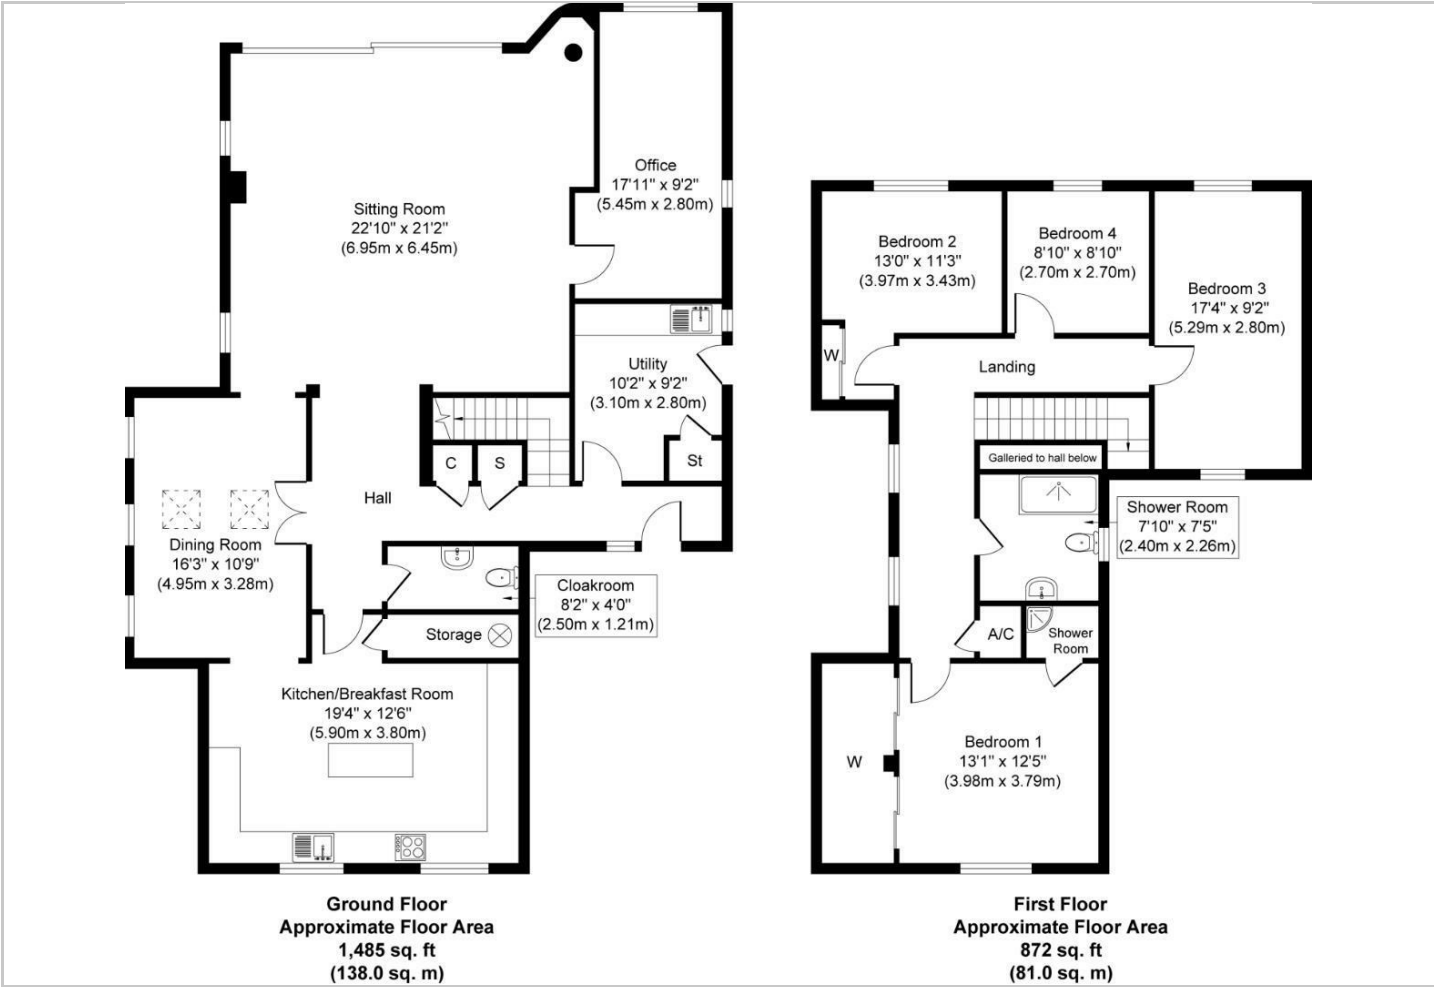 Office
17'11" x 9'2"
(5.45m x 2.80m)
Sitting Room
22'10" x 21'2"
(6.95m x 6.45m)
Utility
10'2" x 9'2"
(3.10m x 2.80m)
C
S
St
Hall
Dining Room
16'3" x 10'9"
(4.95m x 3.28m)
Cloakroom
8'2" x 4'0"
(2.50m x 1.21m)
Storage
Kitchen/Breakfast Room
19'4" x 12'6"
(5.90m x 3.80m)
Ground Floor
Approximate Floor Area
1,485 sq. ft
(138.0 sq. m)
Bedroom 2
13'0" x 11'3"
(3.97m x 3.43m)
Bedroom 4
8'10" x 8'10"
(2.70m x 2.70m)
Bedroom 3
17'4" x 9'2"
(5.29m x 2.80m)
W
Landing
Galleried to hall below
Shower Room
7'10" x 7'5"
(2.40m x 2.26m)
A/C
Shower
Room
Bedroom 1
13'1" x 12'5"
(3.98m x 3.79m)
W
First Floor
Approximate Floor Area
872 sq. ft
(81.0 sq. m)